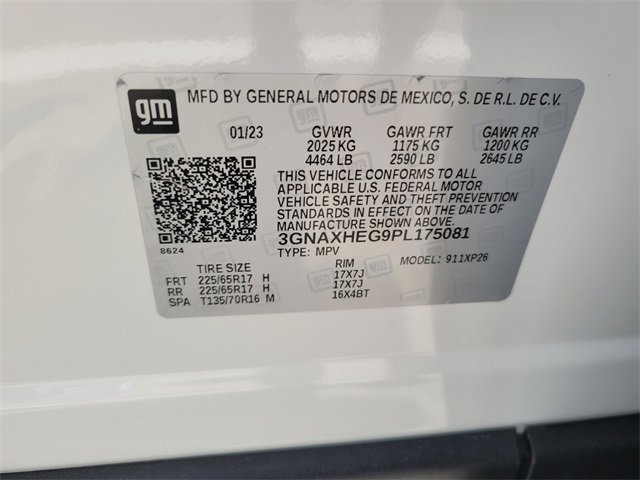 gm
MFD BY GENERAL MOTORS DE MEXICO, S. DE R.L. DE C.V.
01/23 GVWR GAWR FRT GAWR RR
2025 KG 1175 KG 1200 KG
4464 LB 2590 LB 2645 LB
THIS VEHICLE CONFORMS TO ALL
APPLICABLE U.S. FEDERAL MOTOR
VEHICLE SAFETY AND THEFT PREVENTION
STANDARDS IN EFFECT ON THE DATE OF
MANUFACTURE SHOWN ABOVE.
3GNAXHEG9PL175081
8624
TYPE: MPV MODEL: 911XP26
TIRE SIZE RIM
FRT 225/65R17 H 17X7J
RR 225/65R17 H 17X7J
SPA T135/70R16 M 16X4BT